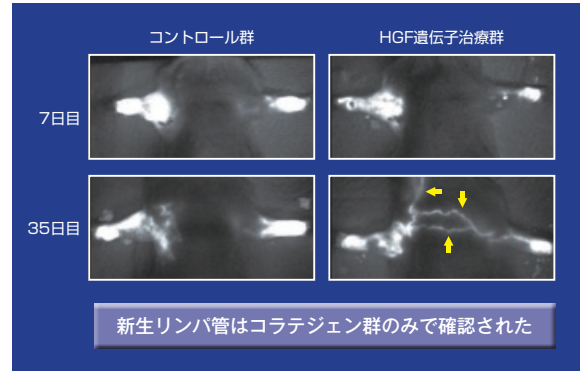 コントロール群
HGF遺伝子治療群
7日目
35日目
新生リンパ管はコラテジェン群のみで確認された